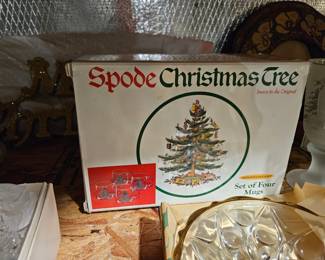 Spode Christmas Tree
Set of Four
Mugs